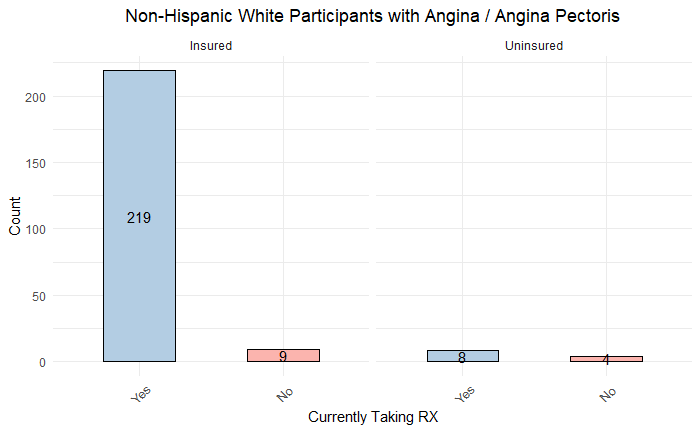 Non-Hispanic White Participants with Angina / Angina Pectoris
Insured
Uninsured
Count
200
150
100
50
0
219
9
8
4
Yes
No
Yes
No
Currently Taking RX